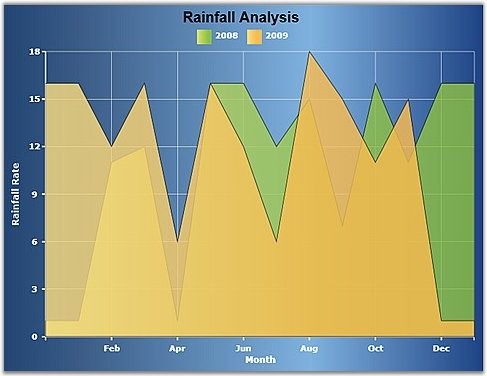 Rainfall Analysis
2008 2009
18
15
12
9
6
3
0
Rainfall Rate
Feb Apr Jun Aug Oct Dec
Month